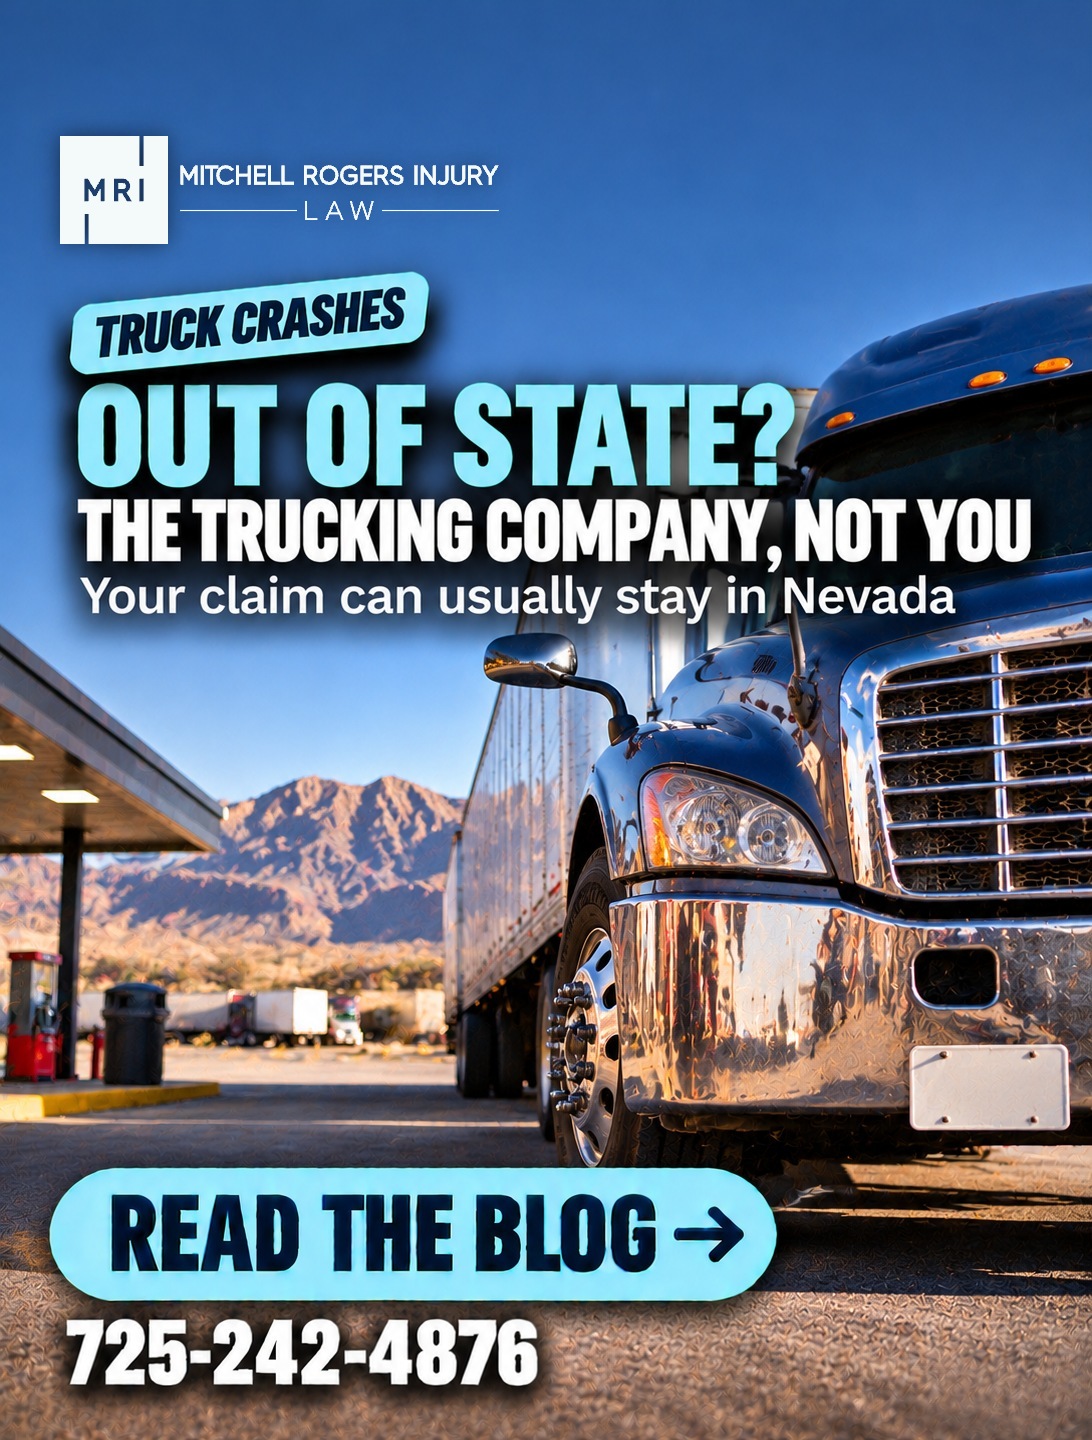 MRI
MITCHELL ROGERS INJURY
LAW
TRUCK CRASHES
OUT OF STATE?
THE TRUCKING COMPANY, NOT YOU
Your claim can usually stay in Nevada
READ THE BLOG →
725-242-4876